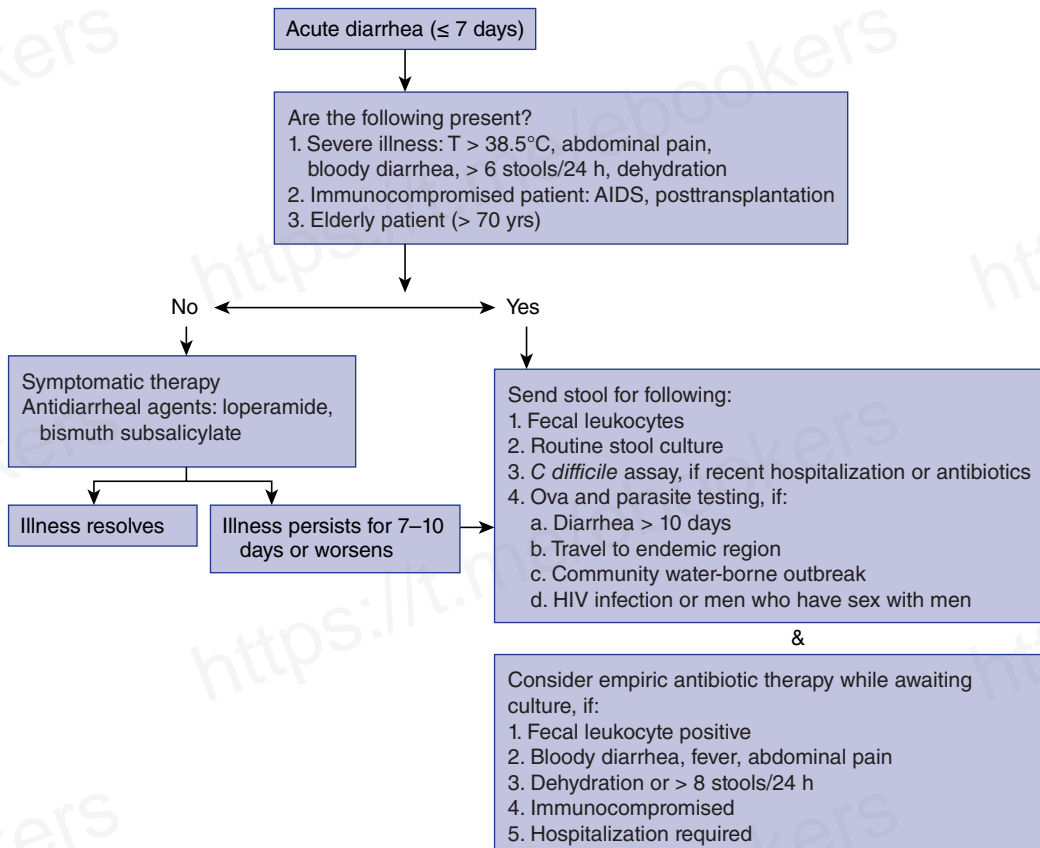 Acute diarrhea (≤ 7 days)
Are the following present?
1. Severe illness: T > 38.5°C, abdominal pain,
bloody diarrhea, > 6 stools/24 h, dehydration
2. Immunocompromised patient: AIDS, posttransplantation
3. Elderly patient (> 70 yrs)
No
Yes
Symptomatic therapy
Antidiarrheal agents: loperamide,
bismuth subsalicylate
Illness resolves
Illness persists for 7–10
days or worsens
Send stool for following:
1. Fecal leukocytes
2. Routine stool culture
3. C difficile assay, if recent hospitalization or antibiotics
4. Ova and parasite testing, if:
a. Diarrhea > 10 days
b. Travel to endemic region
c. Community water-borne outbreak
d. HIV infection or men who have sex with men
&
Consider empiric antibiotic therapy while awaiting
culture, if:
1. Fecal leukocyte positive
2. Bloody diarrhea, fever, abdominal pain
3. Dehydration or > 8 stools/24 h
4. Immunocompromised
5. Hospitalization required
https://t.me/ebookers
https://t.me/ebookers